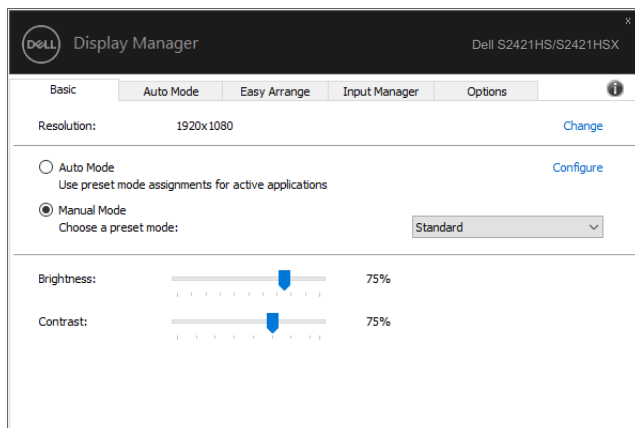 x
DELL Display Manager Dell S2421HS/S2421HSX
Basic Auto Mode Easy Arrange Input Manager Options
Resolution: 1920x1080 Change
Auto Mode Configure
Use preset mode assignments for active applications
Manual Mode
Choose a preset mode: Standard
Brightness: 75%
Contrast: 75%